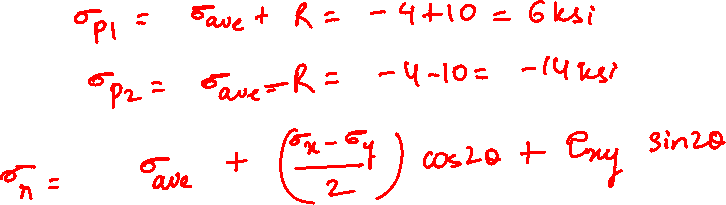 σp1 = σave + R = -4+10 = 6 ksi
σp2 = σave - R = -4-10 = -14 ksi
σn = σave + (σx - σy / 2) cos2θ + τxy sin2θ